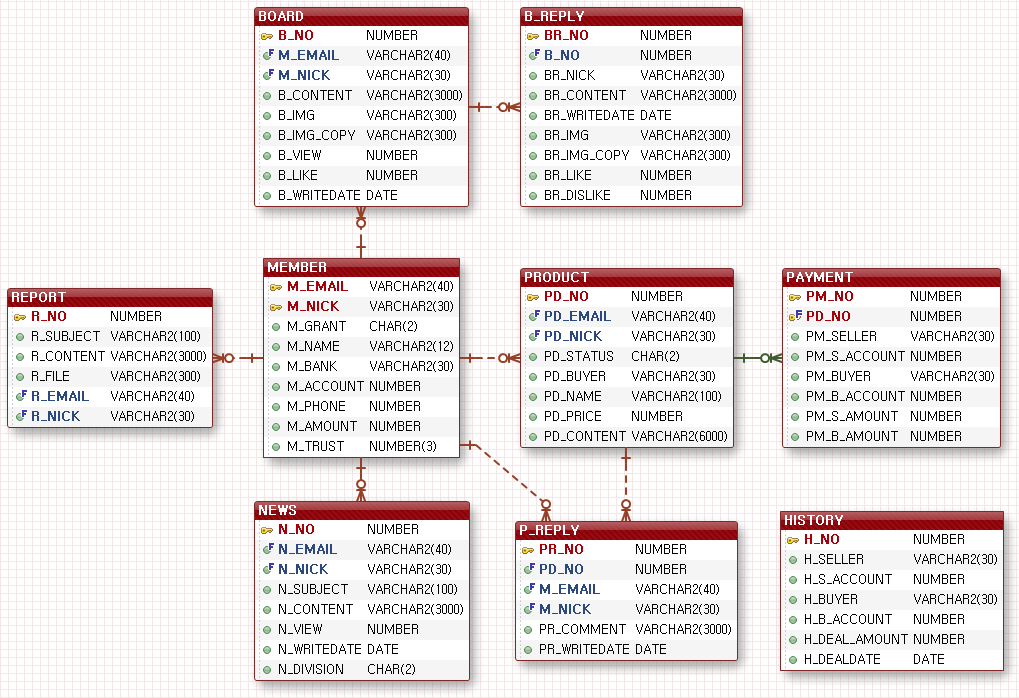 BOARD
B_NO NUMBER
M_EMAIL VARCHAR2(40)
M_NICK VARCHAR2(30)
B_CONTENT VARCHAR2(3000)
B_IMG VARCHAR2(300)
B_IMG_COPY VARCHAR2(300)
B_VIEW NUMBER
B_LIKE NUMBER
B_WRITEDATE DATE
B_REPLY
BR_NO NUMBER
B_NO NUMBER
BR_NICK VARCHAR2(30)
BR_CONTENT VARCHAR2(3000)
BR_WRITEDATE DATE
BR_IMG VARCHAR2(300)
BR_IMG_COPY VARCHAR2(300)
BR_LIKE NUMBER
BR_DISLIKE NUMBER
REPORT
R_NO NUMBER
R_SUBJECT VARCHAR2(100)
R_CONTENT VARCHAR2(3000)
R_FILE VARCHAR2(300)
R_EMAIL VARCHAR2(40)
R_NICK VARCHAR2(30)
MEMBER
M_EMAIL VARCHAR2(40)
M_NICK VARCHAR2(30)
M_GRANT CHAR(2)
M_NAME VARCHAR2(12)
M_BANK VARCHAR2(30)
M_ACCOUNT NUMBER
M_PHONE NUMBER
M_AMOUNT NUMBER
M_TRUST NUMBER(3)
PRODUCT
PD_NO NUMBER
PD_EMAIL VARCHAR2(40)
PD_NICK VARCHAR2(30)
PD_STATUS CHAR(2)
PD_BUYER VARCHAR2(30)
PD_NAME VARCHAR2(100)
PD_PRICE NUMBER
PD_CONTENT VARCHAR2(6000)
PAYMENT
PM_NO NUMBER
PD_NO NUMBER
PM_SELLER VARCHAR2(30)
PM_S_ACCOUNT NUMBER
PM_BUYER VARCHAR2(30)
PM_B_ACCOUNT NUMBER
PM_S_AMOUNT NUMBER
PM_B_AMOUNT NUMBER
NEWS
N_NO NUMBER
N_EMAIL VARCHAR2(40)
N_NICK VARCHAR2(30)
N_SUBJECT VARCHAR2(100)
N_CONTENT VARCHAR2(3000)
N_VIEW NUMBER
N_WRITEDATE DATE
N_DIVISION CHAR(2)
P_REPLY
PR_NO NUMBER
PD_NO NUMBER
M_EMAIL VARCHAR2(40)
M_NICK VARCHAR2(30)
PR_COMMENT VARCHAR2(3000)
PR_WRITEDATE DATE
HISTORY
H_NO NUMBER
H_SELLER VARCHAR2(30)
H_S_ACCOUNT NUMBER
H_BUYER VARCHAR2(30)
H_B_ACCOUNT NUMBER
H_DEAL_AMOUNT NUMBER
H_DEALDATE DATE